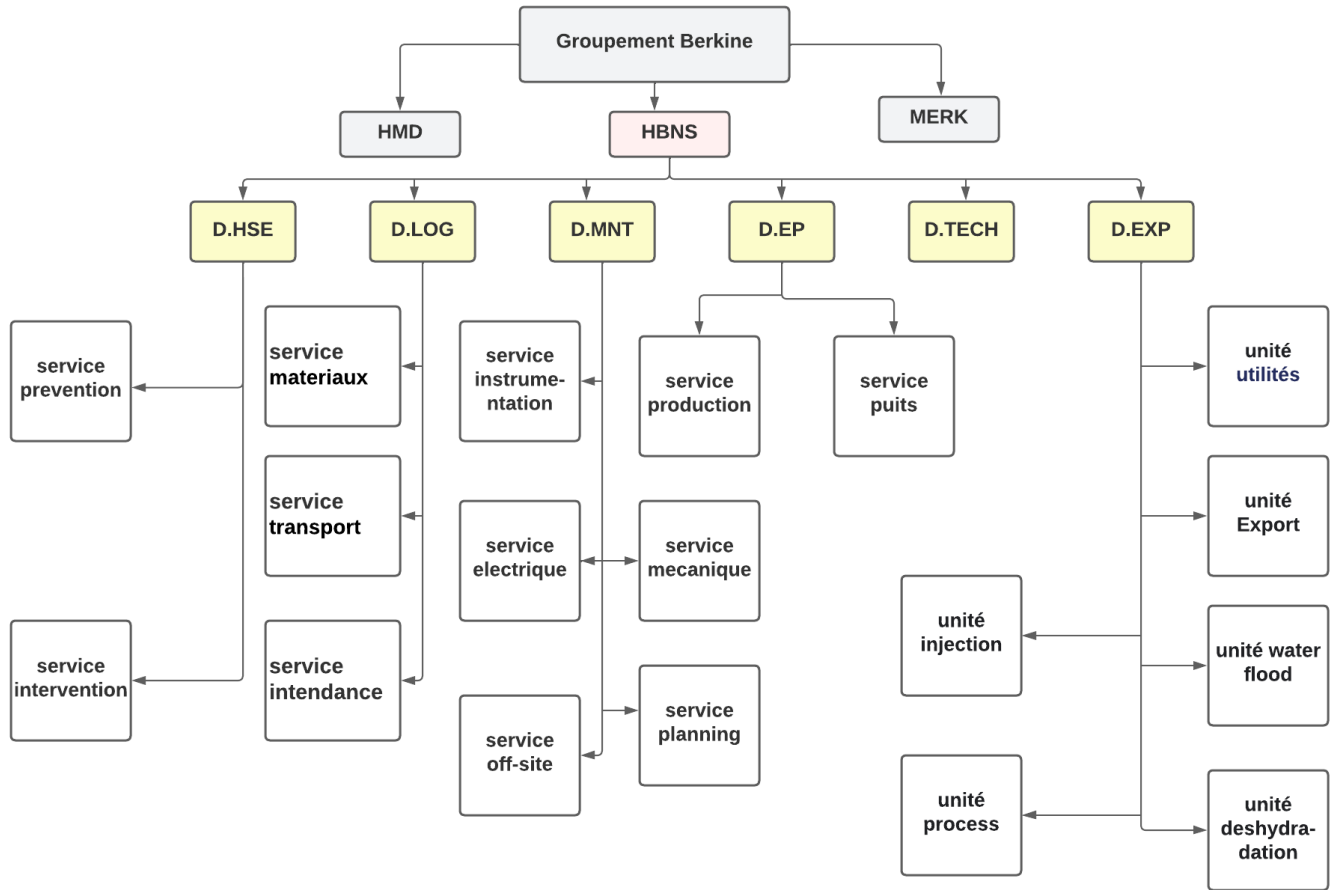 Groupement Berkine
HMD
HBNS
MERK
D.HSE
D.LOG
D.MNT
D.EP
D.TECH
D.EXP
service
prevention
service
intervention
service
materiaux
service
transport
service
intendance
service
instrume-
ntation
service
electrique
service
mecanique
service
planning
service
off-site
service
production
service
puits
unité
utilités
unité
Export
unité
injection
unité water
flood
unité
process
unité
deshydra-
dation